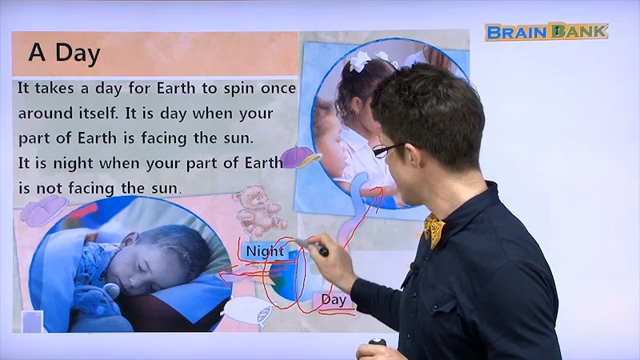 BRAIN BANK
A Day
It takes a day for Earth to spin once
around itself. It is day when your
part of Earth is facing the sun.
It is night when your part of Earth
is not facing the sun.
Night
Day